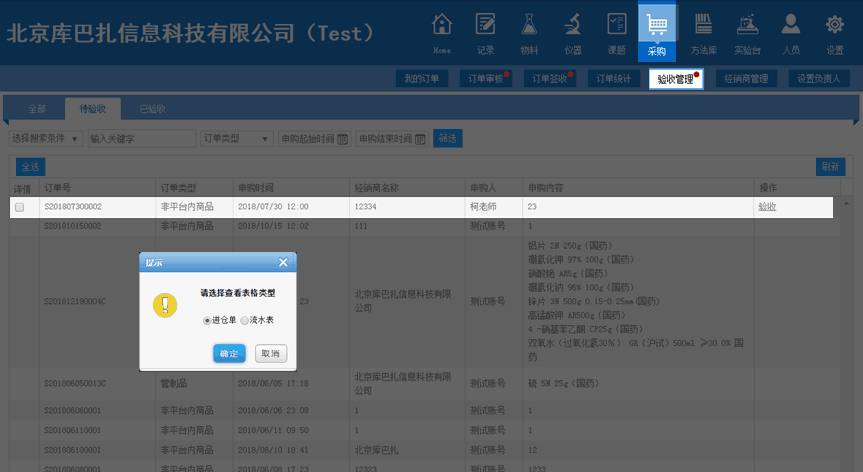 北京库巴扎信息科技有限公司（Test）
Home 记录 物料 仪器 课题 采购 方法库 实验台 人员 设置
我的订单 订单审核 订单签收 订单统计 验收管理 经销商管理 设置负责人
全部 待验收 已验收
选择搜索条件 输入关键字 订单类型 申购起始时间 申购结束时间 筛选
全选 刷新
详情 订单号 订单类型 申购时间 经销商名称 申购人 申购内容 操作
S201807300002 非平台内商品 2018/07/30 12:00 12334 柯老师 23 验收
S201810150002 非平台内商品 2018/10/15 12:02 111 测试账号 1
铝片 2N 250g（国药）
硼氢化钾 97% 100g（国药）
硝酸铯 AR5g（国药）
硼氢化钠 96% 100g（国药）
S201812190004C :23 北京库巴扎信息科技有限公司 测试账号 锌片 3N 500g 0.15-0.25mm(国药)
高锰酸钾 AR500g（国药）
4'-硝基苯乙酮 CP25g（国药）
双氧水（过氧化氢30%） GR（沪试）500ml ≥30.0% 国药
提示
请选择查看表格类型
进仓单 流水表
确定 取消
S201806050013C 管制品 2018/06/05 17:18 北京库巴扎信息科技有限公司 测试账号 硫 5N 25g（国药）
S201806060001 非平台内商品 2018/06/06 23:08 1 测试账号 1
S201806110001 非平台内商品 2018/06/11 09:50 1 测试账号 1
S201806100001 非平台内商品 2018/06/10 18:41 北京库巴扎 测试账号 12
S201806080001 非平台内商品 2018/06/08 17:23 12323 测试账号 1233